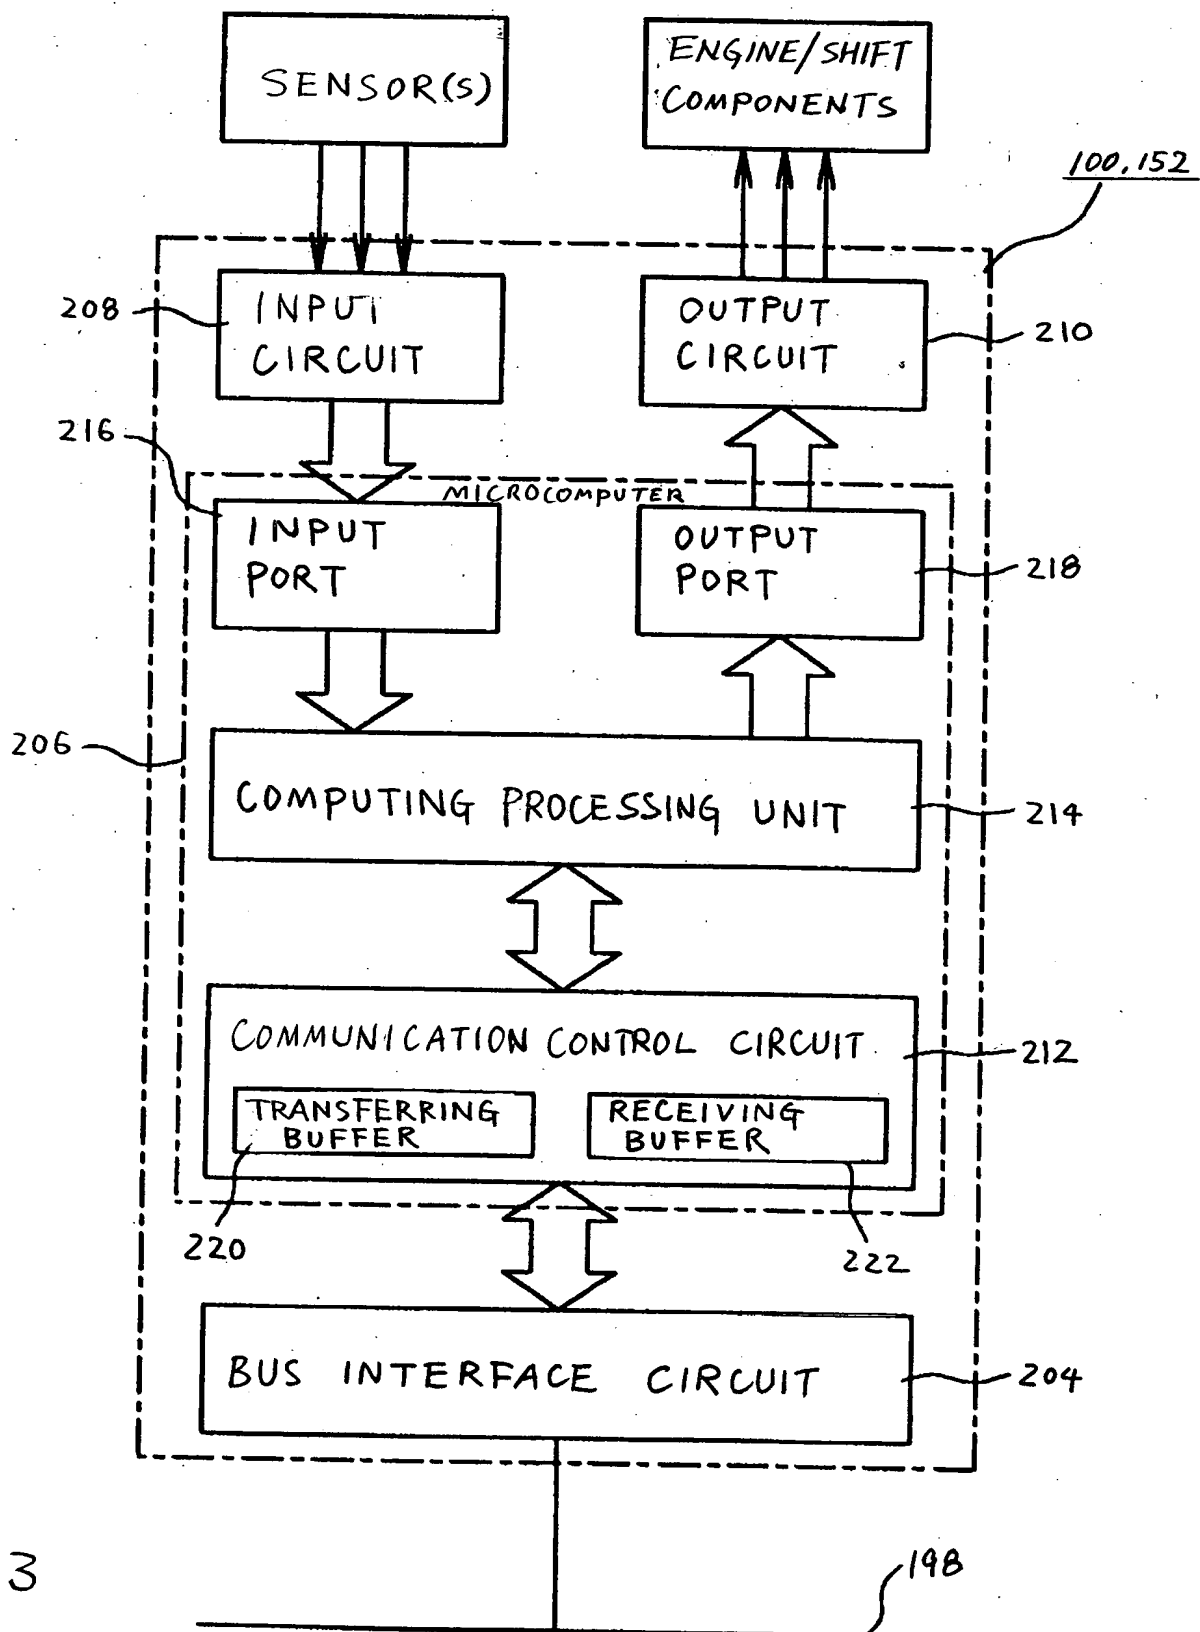 SENSOR(S)
ENGINE/SHIFT
COMPONENTS
100,152
208
INPUT
CIRCUIT
OUTPUT
CIRCUIT
210
216
MICROCOMPUTER
INPUT
PORT
OUTPUT
PORT
218
206
COMPUTING PROCESSING UNIT
214
COMMUNICATION CONTROL CIRCUIT
212
TRANSFERRING
BUFFER
RECEIVING
BUFFER
220
222
BUS INTERFACE CIRCUIT
204
3
198